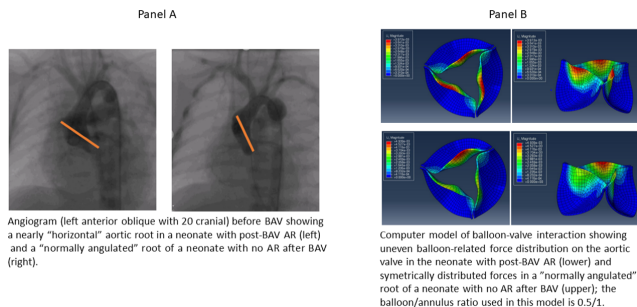 Panel A
Panel B
Angiogram (left anterior oblique with 20 cranial) before BAV showing
a nearly “horizontal” aortic root in a neonate with post-BAV AR (left)
and a “normally angulated” root of a neonate with no AR after BAV
(right).
Computer model of balloon-valve interaction showing
uneven balloon-related force distribution on the aortic
valve in the neonate with post-BAV AR (lower) and
symetrically distributed forces in a ”normally angulated”
root of a neonate with no AR after BAV (upper); the
balloon/annulus ratio used in this model is 0.5/1.